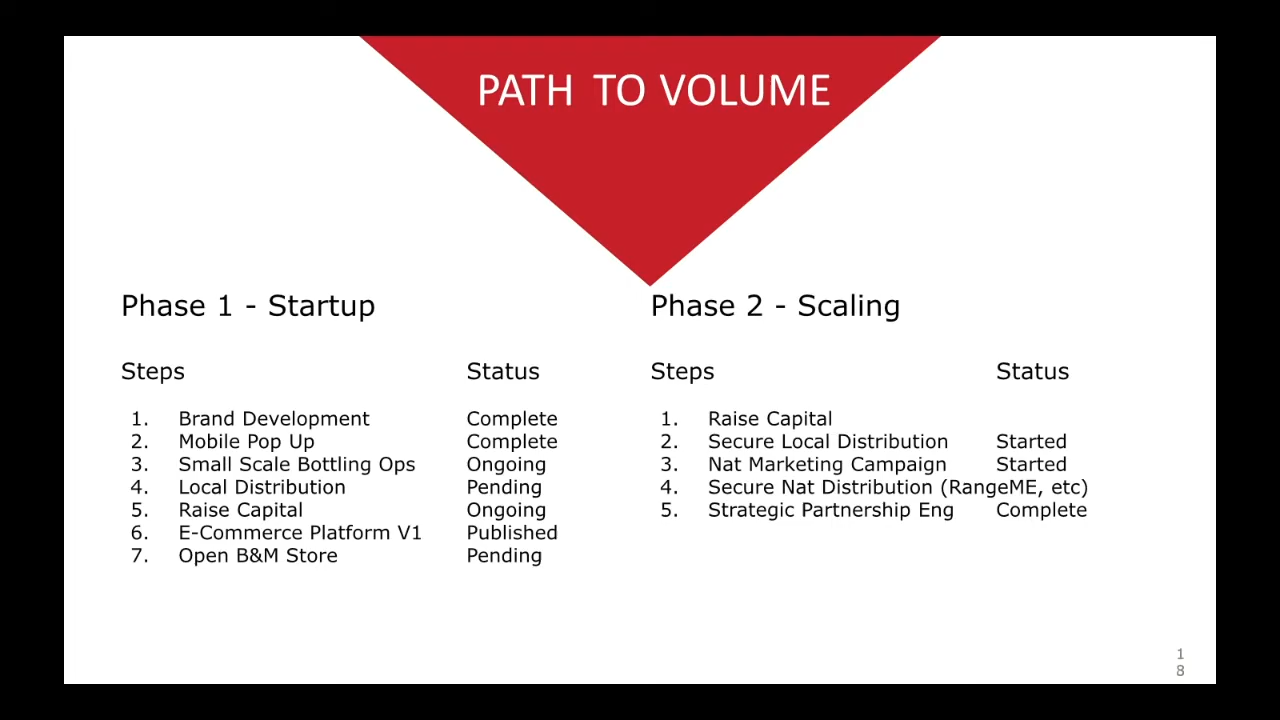 PATH TO VOLUME
Phase 1 - Startup
Steps Status
1. Brand Development Complete
2. Mobile Pop Up Complete
3. Small Scale Bottling Ops Ongoing
4. Local Distribution Pending
5. Raise Capital Ongoing
6. E-Commerce Platform V1 Published
7. Open B&M Store Pending
Phase 2 - Scaling
Steps Status
1. Raise Capital
2. Secure Local Distribution Started
3. Nat Marketing Campaign Started
4. Secure Nat Distribution (RangeME, etc)
5. Strategic Partnership Eng Complete
1
8